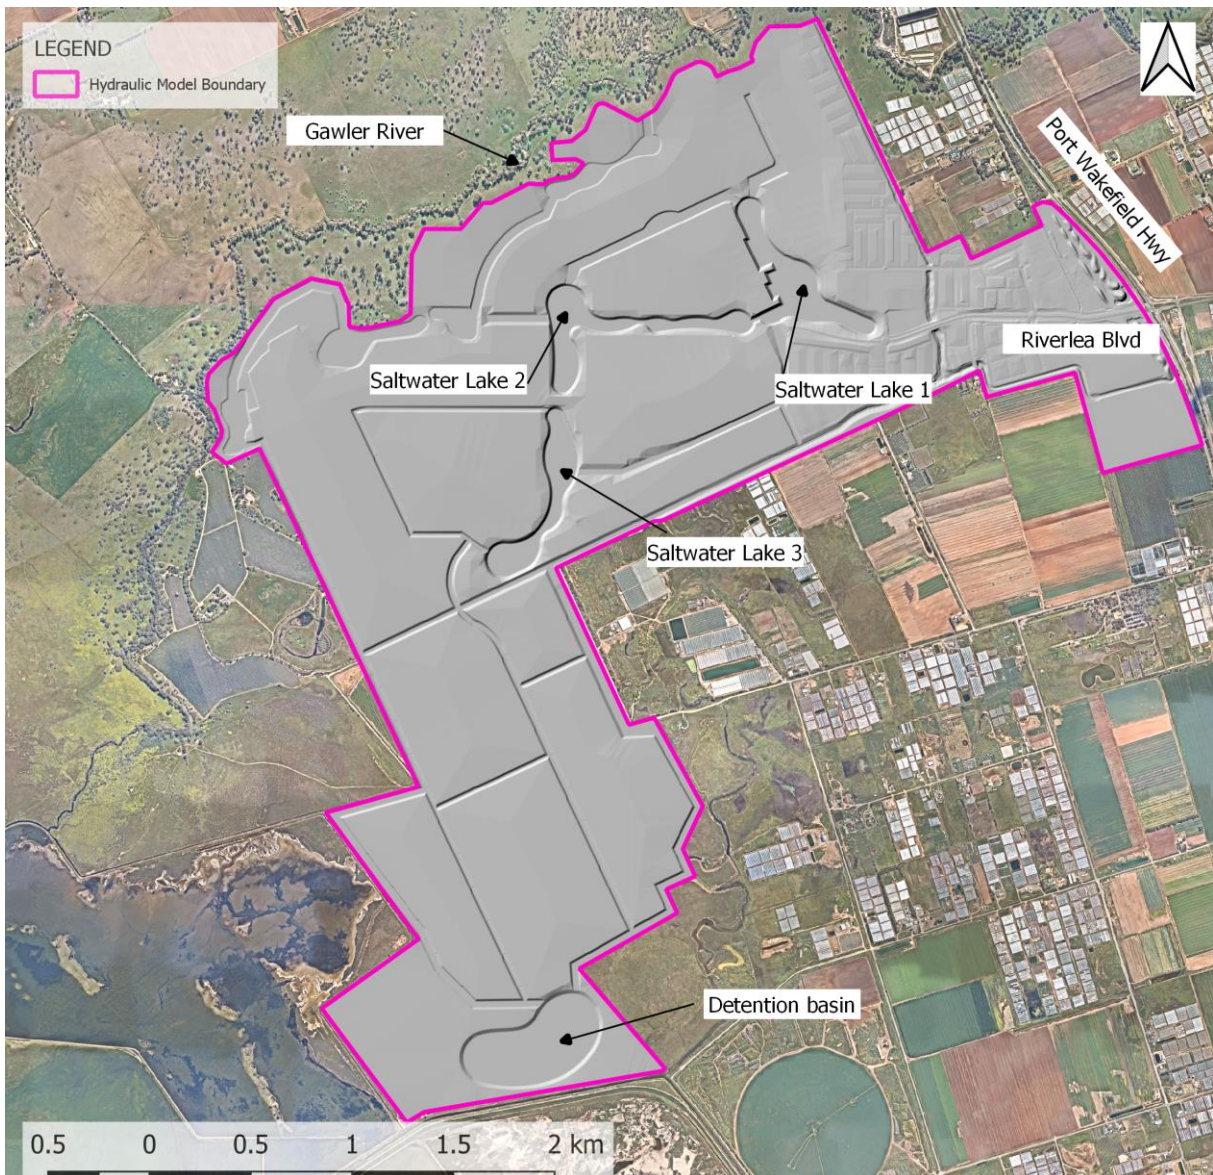 LEGEND
Hydraulic Model Boundary
Gawler River
Port Wakefield Hwy
Riverlea Blvd
Saltwater Lake 2
Saltwater Lake 1
Saltwater Lake 3
Detention basin
0.5 0 0.5 1 1.5 2 km